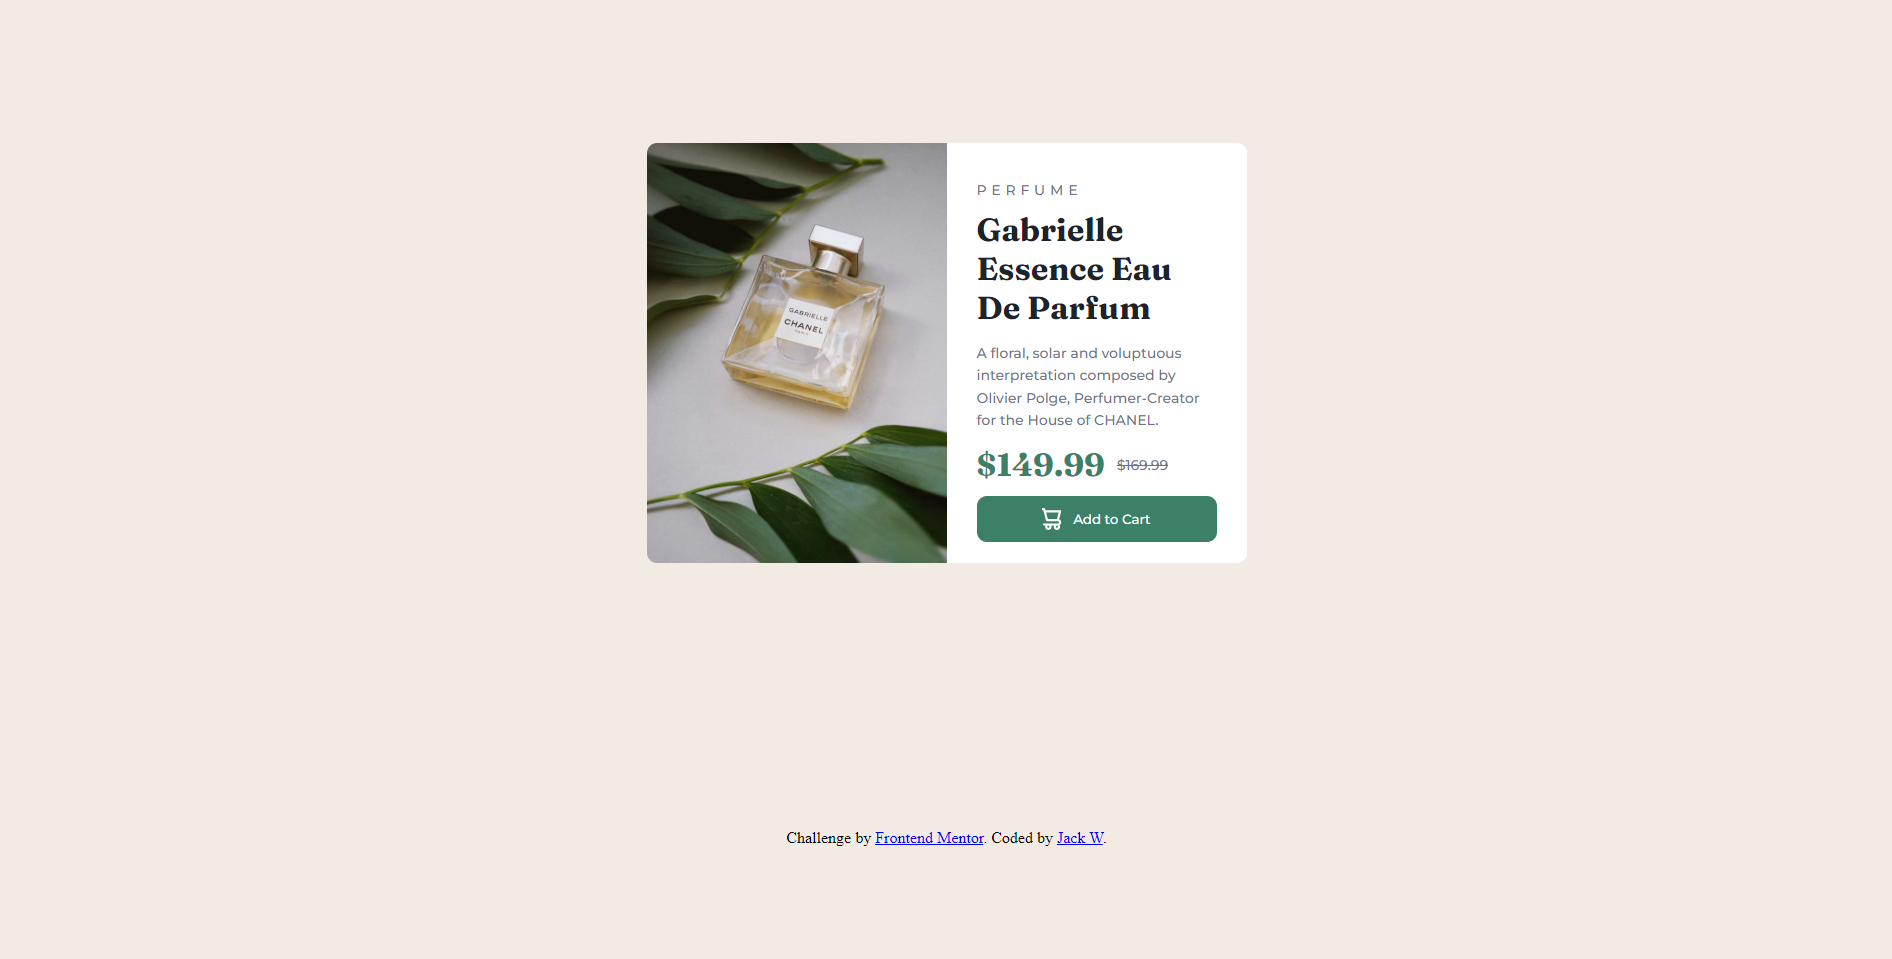 GABRIELLE
CHANEL
PERFUME
Gabrielle
Essence Eau
De Parfum
A floral, solar and voluptuous
interpretation composed by
Olivier Polge, Perfumer-Creator
for the House of CHANEL.
$149.99 $169.99
Add to Cart
Challenge by Frontend Mentor. Coded by Jack W.